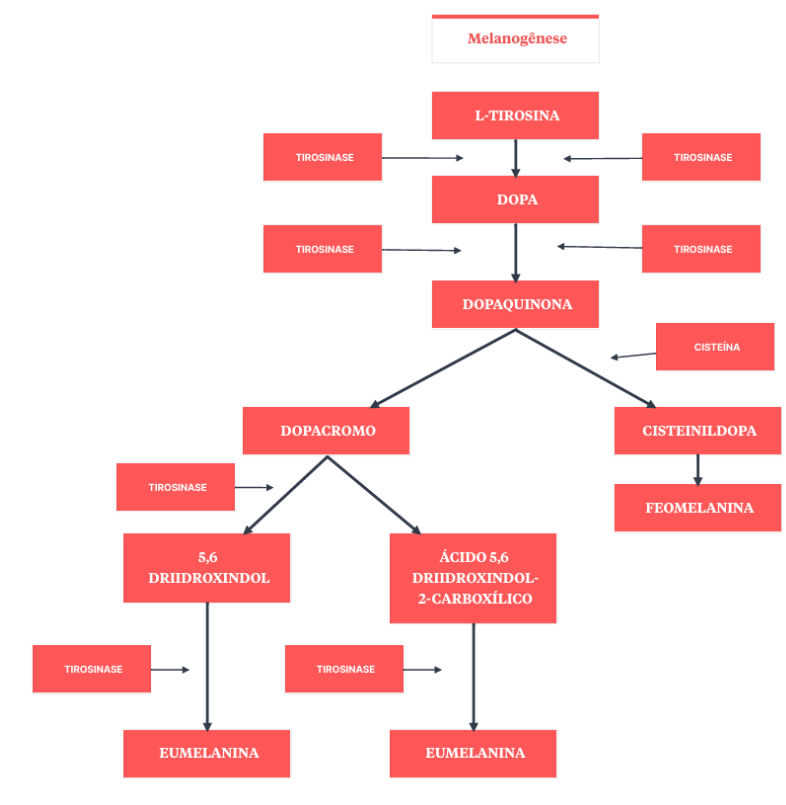 Melanogênese
L-TIROSINA
TIROSINASE
TIROSINASE
DOPA
TIROSINASE
TIROSINASE
DOPAQUINONA
CISTEÍNA
DOPACROMO
CISTEINILDOPA
TIROSINASE
FEOMELANINA
5,6
DRIIDROXINDOL
ÁCIDO 5,6
DRIIDROXINDOL-
2-CARBOXÍLICO
TIROSINASE
TIROSINASE
EUMELANINA
EUMELANINA